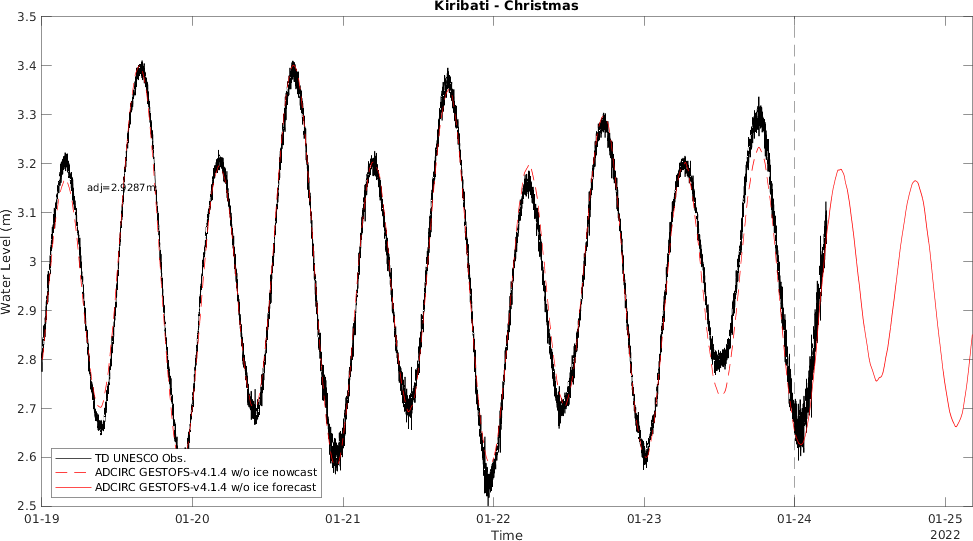 Kiribati - Christmas
3.5
3.4
3.3
3.2
3.1
3
2.9
2.8
2.7
2.6
2.5
Water Level (m)
adj=2.9287m
TD UNESCO Obs.
ADCIRC GESTOFS-v4.1.4 w/o ice nowcast
ADCIRC GESTOFS-v4.1.4 w/o ice forecast
01-19 01-20 01-21 01-22 01-23 01-24 01-25
Time
2022